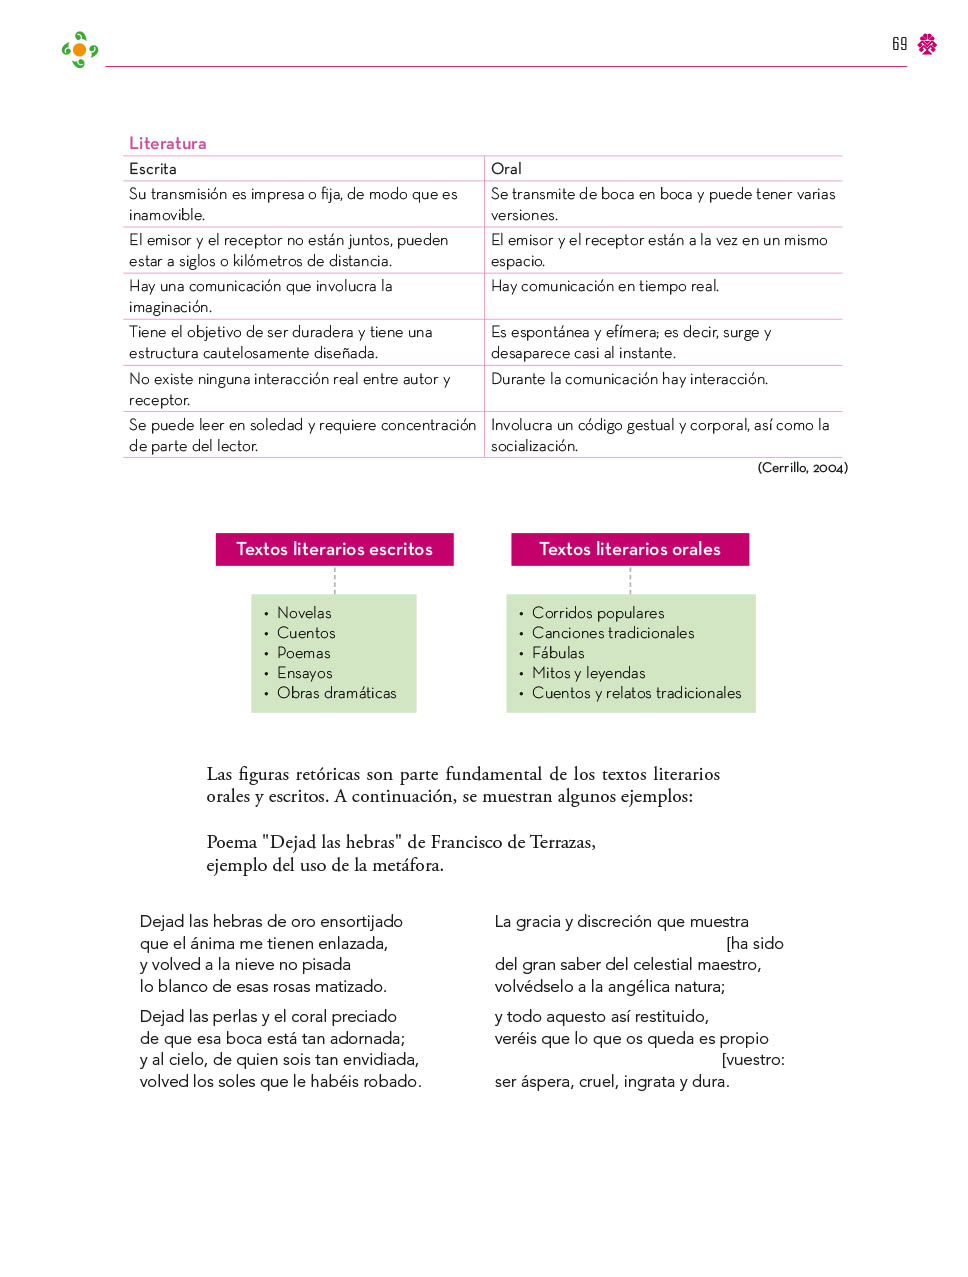 69
Literatura
Escrita
Oral
Su transmisión es impresa o fija, de modo que es
inamovible.
Se transmite de boca en boca y puede tener varias
versiones.
El emisor y el receptor no están juntos, pueden
estar a siglos o kilómetros de distancia.
El emisor y el receptor están a la vez en un mismo
espacio.
Hay una comunicación que involucra la
imaginación.
Hay comunicación en tiempo real.
Tiene el objetivo de ser duradera y tiene una
estructura cautelosamente diseñada.
Es espontánea y efímera; es decir, surge y
desaparece casi al instante.
No existe ninguna interacción real entre autor y
receptor.
Durante la comunicación hay interacción.
Se puede leer en soledad y requiere concentración
de parte del lector.
Involucra un código gestual y corporal, así como la
socialización.
(Cerrillo, 2004)
Textos literarios escritos
• Novelas
• Cuentos
• Poemas
• Ensayos
• Obras dramáticas
Textos literarios orales
• Corridos populares
• Canciones tradicionales
• Fábulas
• Mitos y leyendas
• Cuentos y relatos tradicionales
Las figuras retóricas son parte fundamental de los textos literarios
orales y escritos. A continuación, se muestran algunos ejemplos:
Poema "Dejad las hebras" de Francisco de Terrazas,
ejemplo del uso de la metáfora.
Dejad las hebras de oro ensortijado
que el ánima me tienen enlazada,
y volved a la nieve no pisada
lo blanco de esas rosas matizado.
Dejad las perlas y el coral preciado
de que esa boca está tan adornada;
y al cielo, de quien sois tan envidiada,
volved los soles que le habéis robado.
La gracia y discreción que muestra
[ha sido
del gran saber del celestial maestro,
volvédselo a la angélica natura;
y todo aquesto así restituido,
veréis que lo que os queda es propio
[vuestro:
ser áspera, cruel, ingrata y dura.